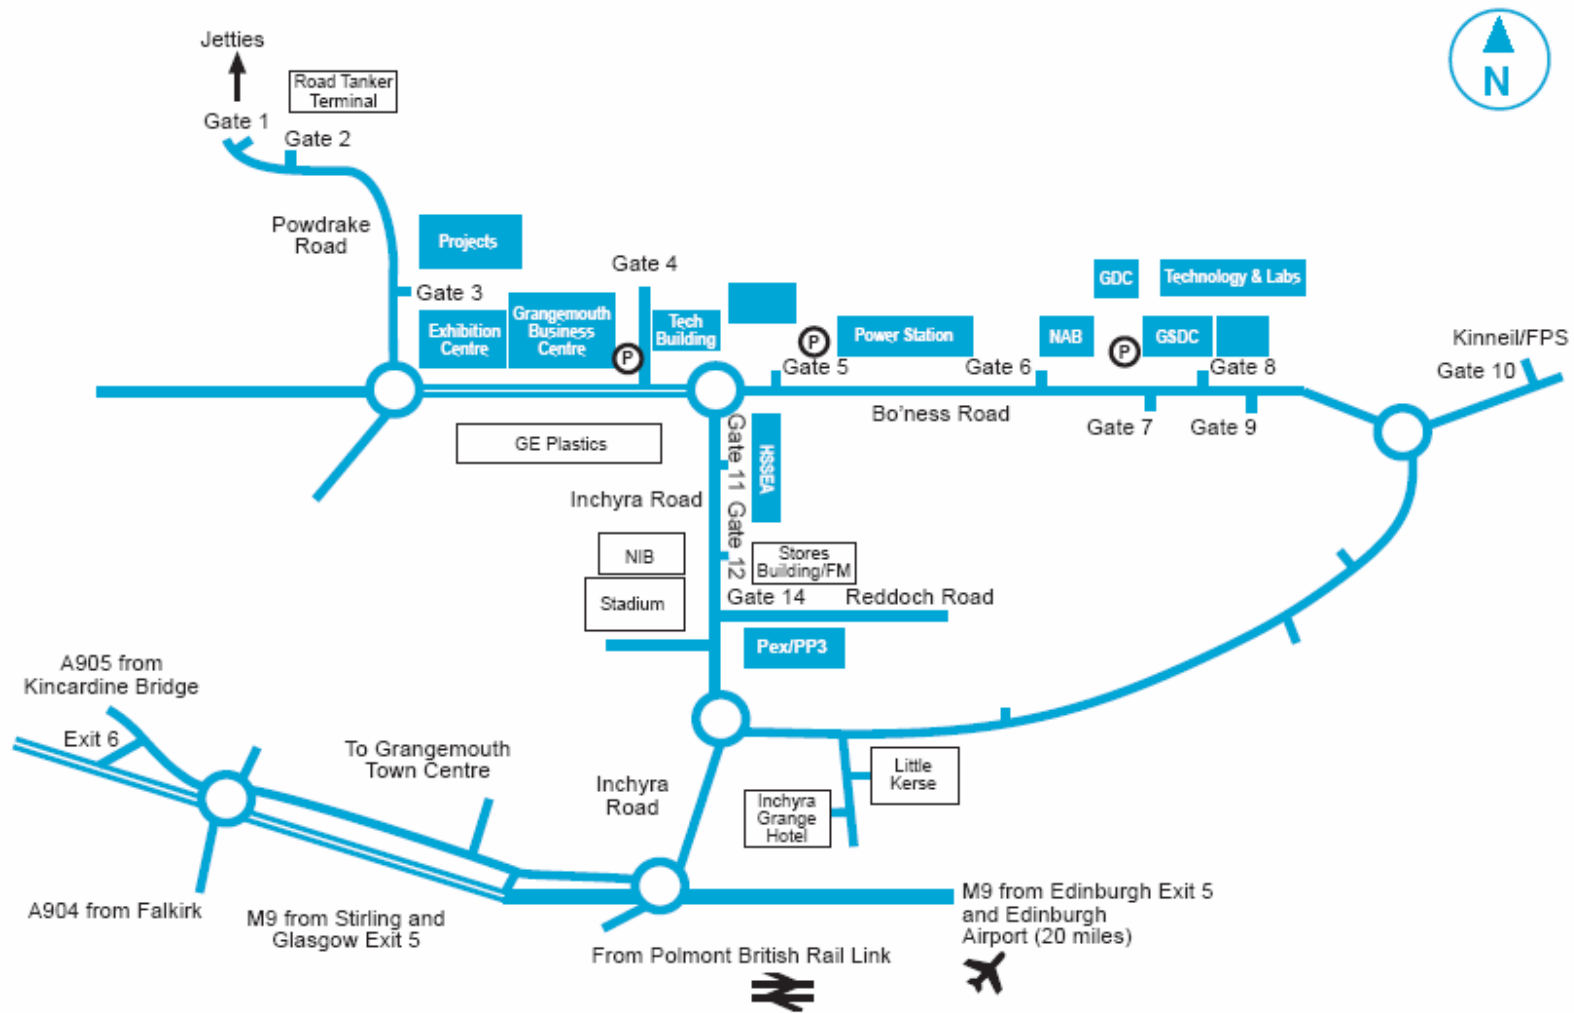 Jetties
Road Tanker
Terminal
Gate 1
Gate 2
N
Powdrake
Road
Projects
Gate 3
Gate 4
Exhibition
Centre
Grangemouth
Business
Centre
P
Tech
Building
P
Gate 5
Power Station
GDC
Technology & Labs
Gate 6
NAB
P
GSDC
Gate 8
Kinneil/FPS
Gate 10
Bo'ness Road
Gate 7
Gate 9
GE Plastics
Gate 11
HSSEA
Inchyra Road
Gate 12
NIB
Stores
Building/FM
Stadium
Gate 14
Reddoch Road
Pex/PP3
A905 from
Kincardine Bridge
Exit 6
To Grangemouth
Town Centre
Inchyra
Road
Little
Kerse
Inchyra
Grange
Hotel
A904 from Falkirk
M9 from Stirling and
Glasgow Exit 5
M9 from Edinburgh Exit 5
and Edinburgh
Airport (20 miles)
From Polmont British Rail Link